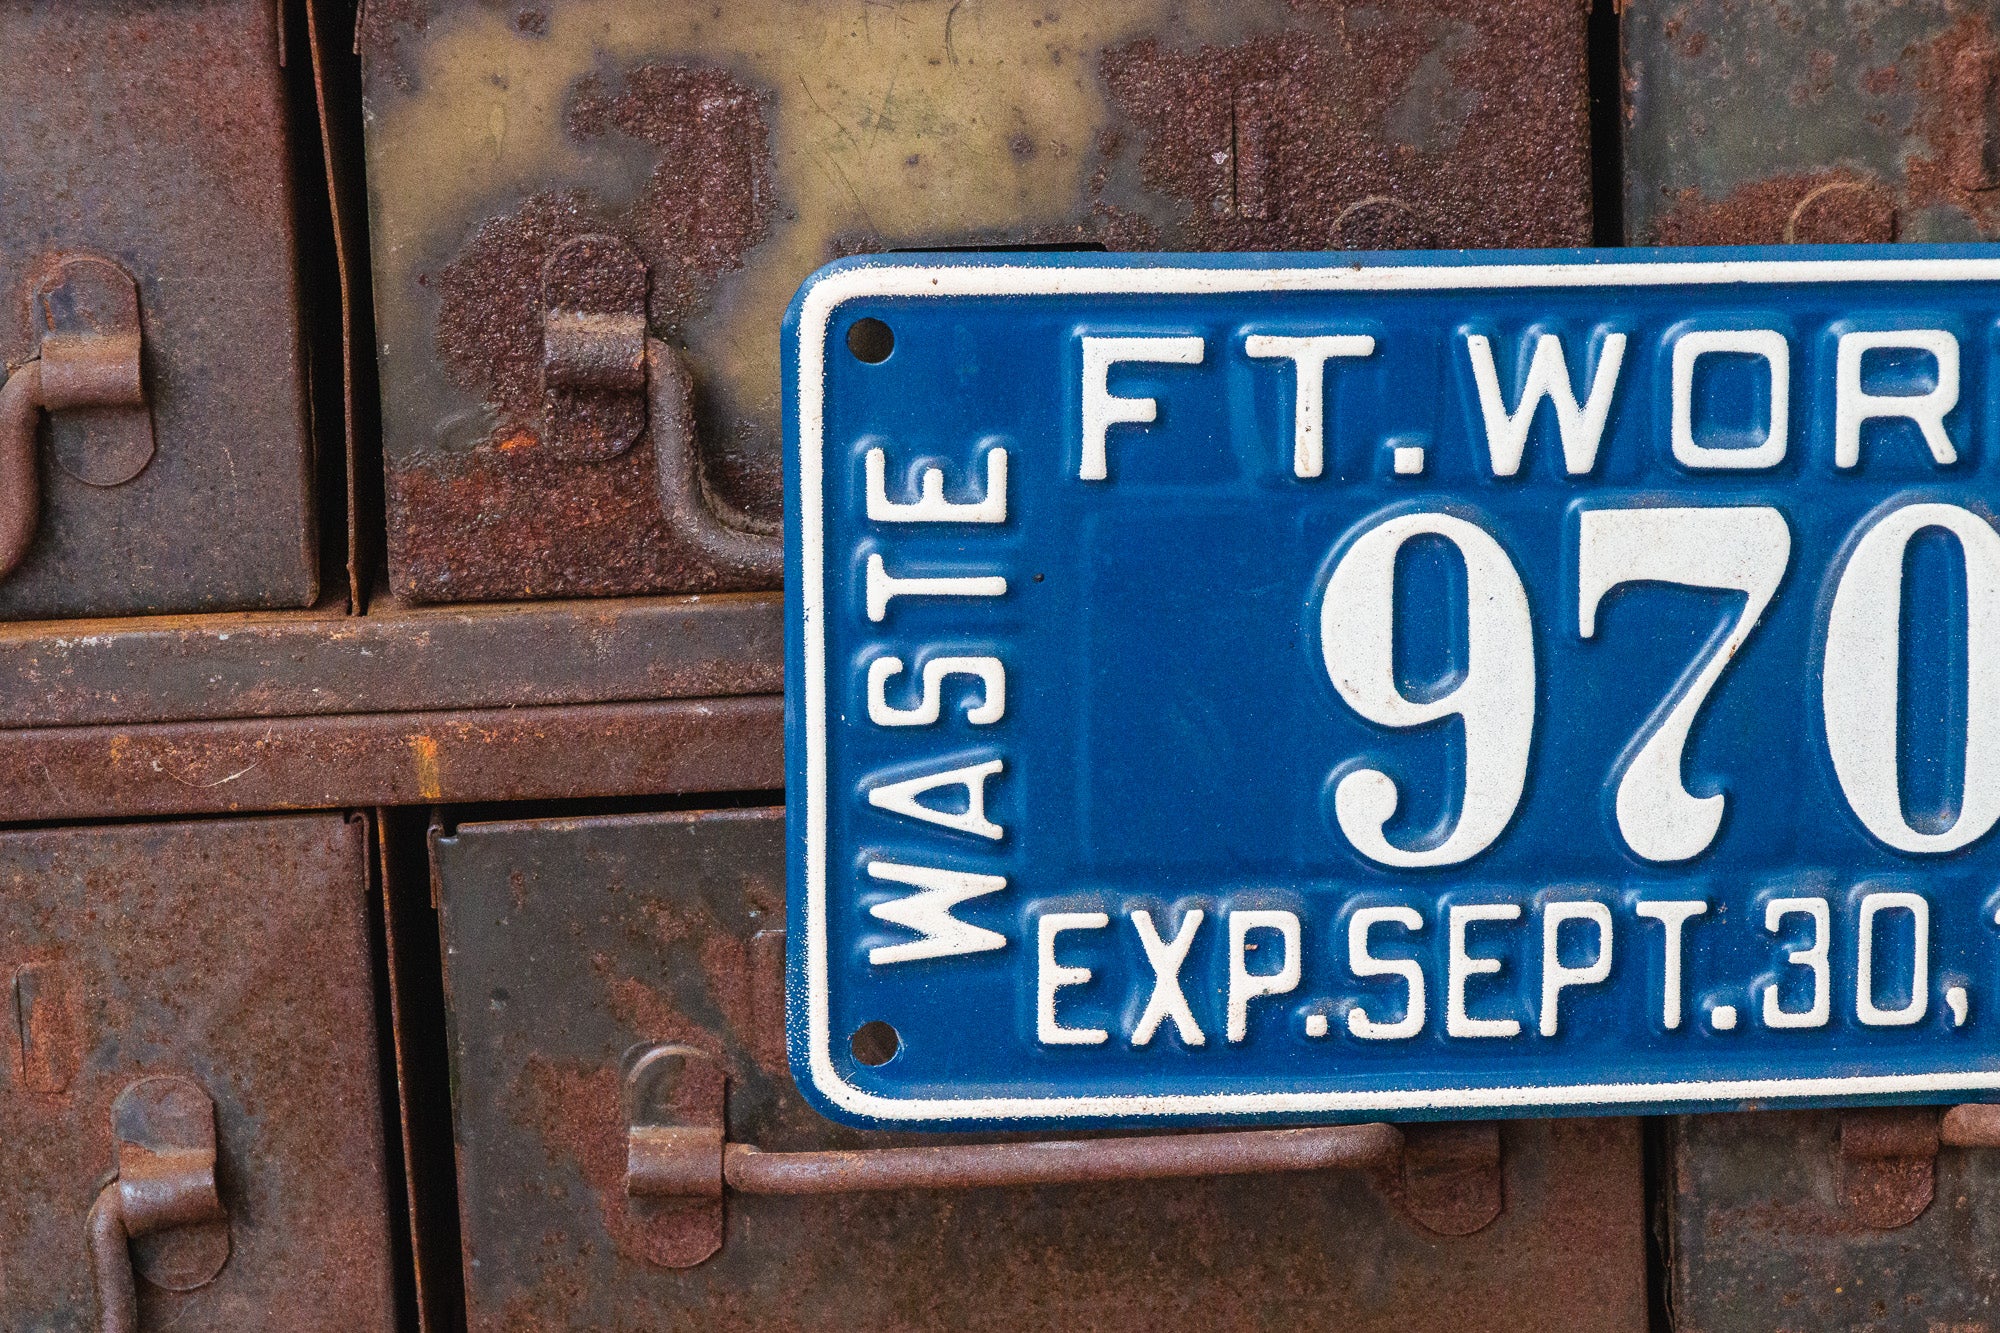 FT. WOR
WASTE
970
EXP. SEPT. 30,